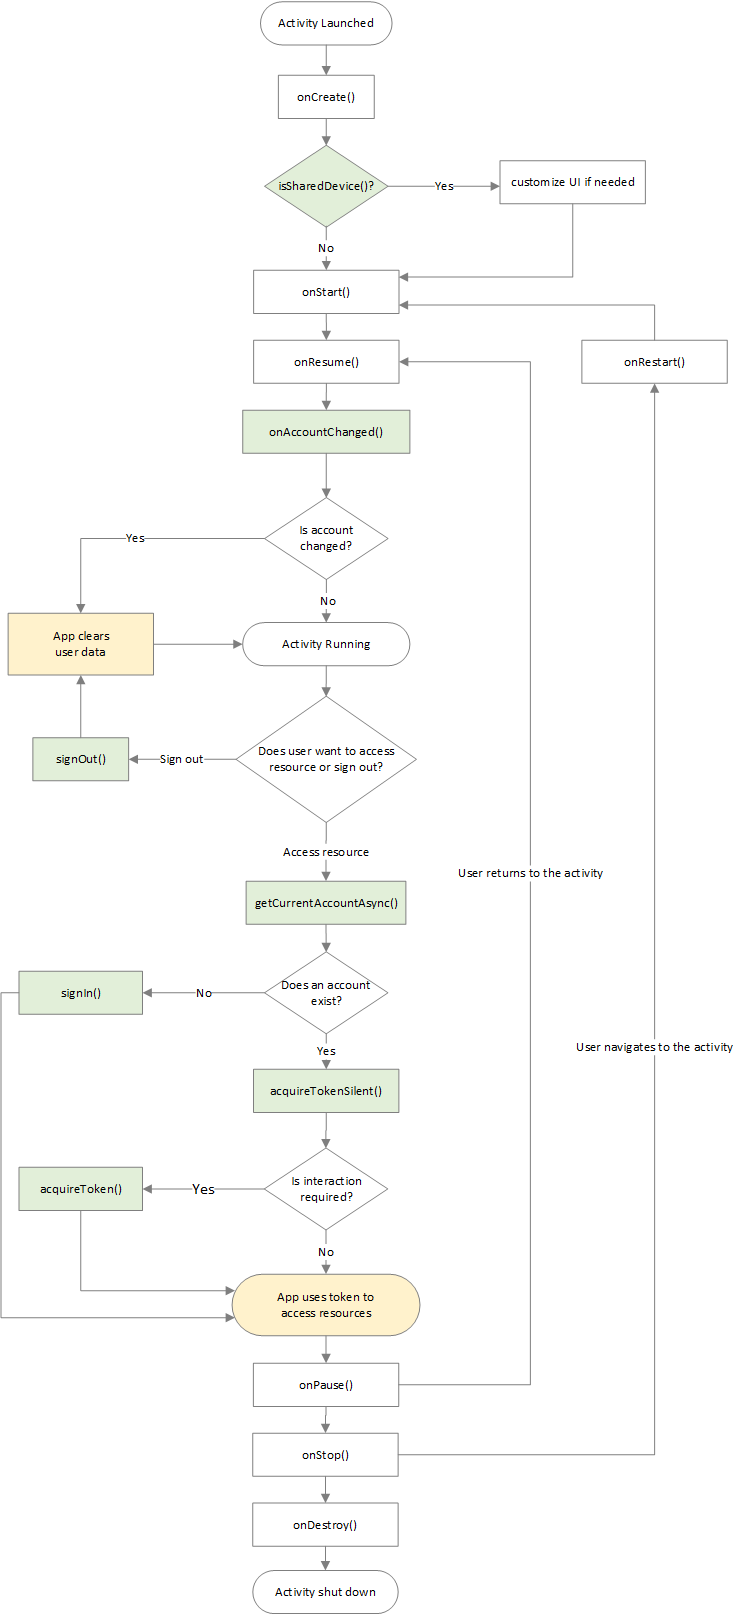 Activity Launched
onCreate()
isSharedDevice()?
Yes
customize UI if needed
No
onStart()
onResume()
onRestart()
onAccountChanged()
Is account
changed?
Yes
No
App clears
user data
Activity Running
Does user want to access
resource or sign out?
Sign out
signOut()
Access resource
User returns to the activity
getCurrentAccountAsync()
Does an account
exist?
No
signIn()
User navigates to the activity
Yes
acquireTokenSilent()
Is interaction
required?
Yes
acquireToken()
No
App uses token to
access resources
onPause()
onStop()
onDestroy()
Activity shut down